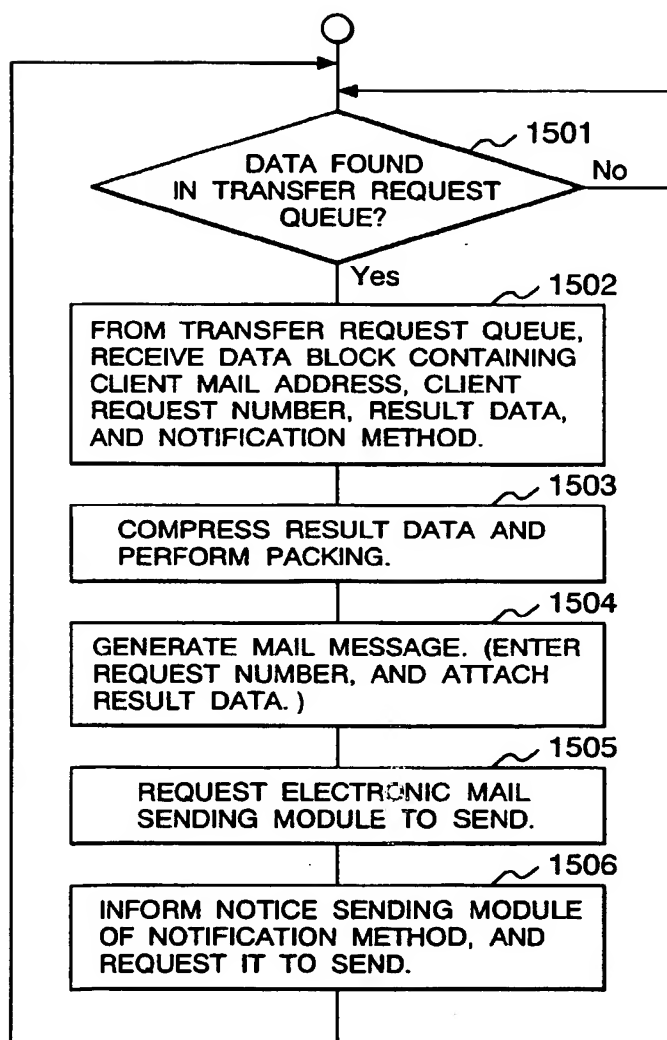 1501
DATA FOUND
IN TRANSFER REQUEST
QUEUE?
No
Yes
1502
FROM TRANSFER REQUEST QUEUE,
RECEIVE DATA BLOCK CONTAINING
CLIENT MAIL ADDRESS, CLIENT
REQUEST NUMBER, RESULT DATA,
AND NOTIFICATION METHOD.
1503
COMPRESS RESULT DATA AND
PERFORM PACKING.
1504
GENERATE MAIL MESSAGE. (ENTER
REQUEST NUMBER, AND ATTACH
RESULT DATA. )
1505
REQUEST ELECTRONIC MAIL
SENDING MODULE TO SEND.
1506
INFORM NOTICE SENDING MODULE
OF NOTIFICATION METHOD, AND
REQUEST IT TO SEND.